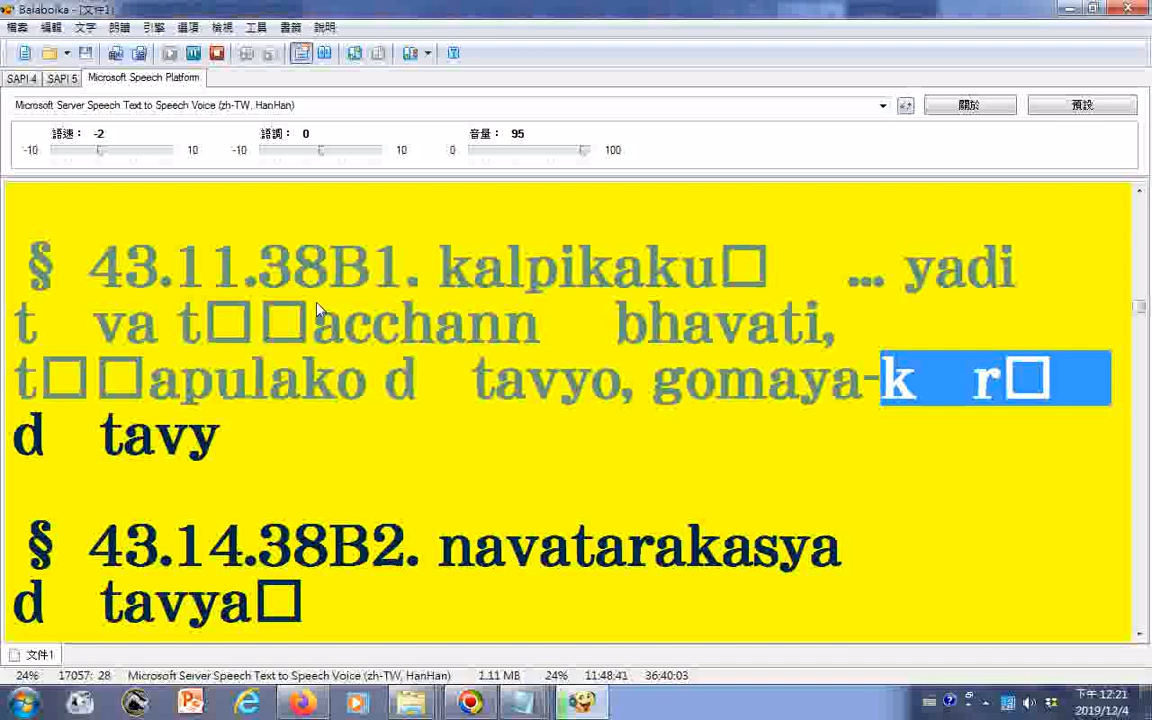 Balabolka - [文件1]
檔案 編輯 文字 朗讀 引擎 選項 檢視 工具 書籤 說明
SAPI 4 SAPI 5 Microsoft Speech Platform
Microsoft Server Speech Text to Speech Voice (zh-TW, HanHan) 關於 預設
語速： -2 語調： 0 音量： 95
-10 10 -10 10 0 100
§ 43.11.38B1. kalpikaku□ ... yadi
t va t□□acchann bhavati,
t□□apulako d tavyo, gomaya-k r□
d tavy
§ 43.14.38B2. navatarakasya
d tavya□
文件1
24% 17057: 28 Microsoft Server Speech Text to Speech Voice (zh-TW, HanHan) 1.11 MB 24% 11:48:41 36:40:03
下午 12:21
2019/12/4